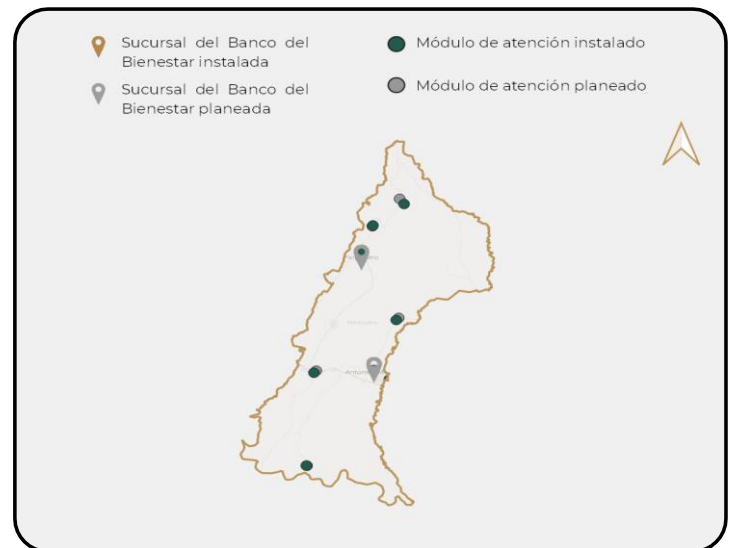 Sucursal del Banco del
Bienestar instalada
Módulo de atención instalado
Sucursal del Banco del
Bienestar planeada
Módulo de atención planeado